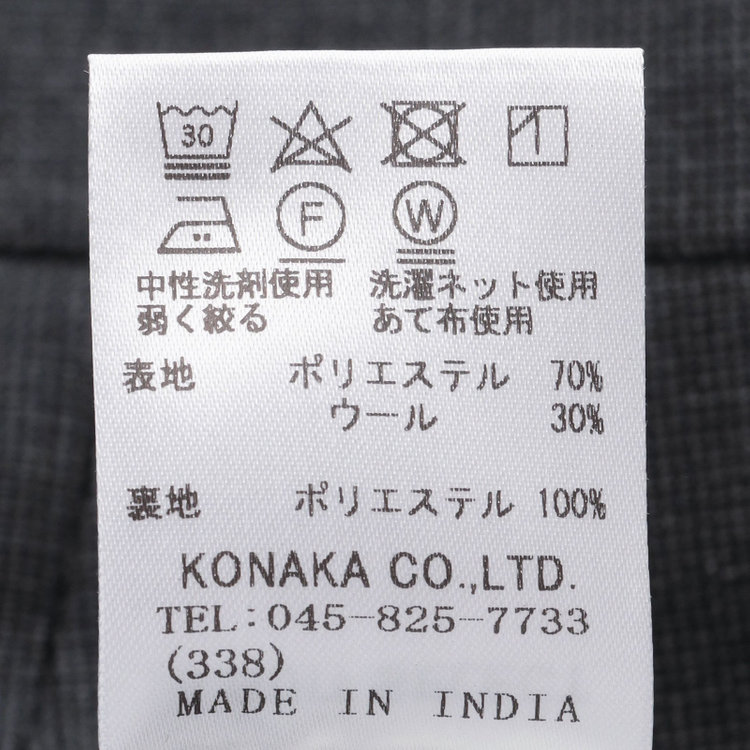 30
F W
中性洗剤使用 洗濯ネット使用
弱く絞る あて布使用
表地 ポリエステル 70%
ウール 30%
裏地 ポリエステル 100%
KONAKA CO.,LTD.
TEL:045-825-7733
(338)
MADE IN INDIA